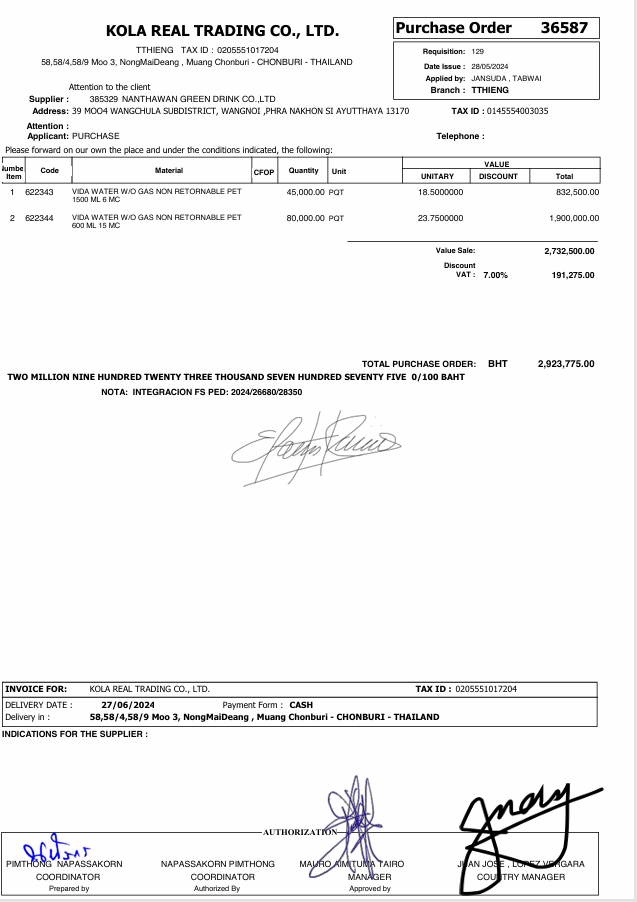 KOLA REAL TRADING CO., LTD.
Purchase Order 36587
TTHIENG TAX ID : 0205551017204
58,58/4,58/9 Moo 3, NongMaiDeang , Muang Chonburi - CHONBURI - THAILAND
Requisition: 129
Date Issue : 28/05/2024
Applied by: JANSUDA , TABWAI
Branch : TTHIENG
Attention to the client
Supplier : 385329 NANTHAWAN GREEN DRINK CO.,LTD
Address: 39 MOO4 WANGCHULA SUBDISTRICT, WANGNOI ,PHRA NAKHON SI AYUTTHAYA 13170 TAX ID : 0145554003035
Attention :
Applicant: PURCHASE Telephone :
Please forward on our own the place and under the conditions indicated, the following:
Item Code Material CFOP Quantity Unit VALUE
UNITARY DISCOUNT Total
1 622343 VIDA WATER W/O GAS NON RETORNABLE PET 45,000.00 PQT 18.5000000 832,500.00
1500 ML 6 MC
2 622344 VIDA WATER W/O GAS NON RETORNABLE PET 80,000.00 PQT 23.7500000 1,900,000.00
600 ML 15 MC
Value Sale: 2,732,500.00
Discount
VAT : 7.00% 191,275.00
TOTAL PURCHASE ORDER: BHT 2,923,775.00
TWO MILLION NINE HUNDRED TWENTY THREE THOUSAND SEVEN HUNDRED SEVENTY FIVE 0/100 BAHT
NOTA: INTEGRACION FS PED: 2024/26680/28350
INVOICE FOR: KOLA REAL TRADING CO., LTD. TAX ID : 0205551017204
DELIVERY DATE : 27/06/2024 Payment Form : CASH
Delivery in : 58,58/4,58/9 Moo 3, NongMaiDeang , Muang Chonburi - CHONBURI - THAILAND
INDICATIONS FOR THE SUPPLIER :
AUTHORIZATION
PIMTHONG NAPASSAKORN NAPASSAKORN PIMTHONG MAURO AIMITUMA TAIRO JUAN JOSE , LOPEZ VERGARA
COORDINATOR COORDINATOR MANAGER COUNTRY MANAGER
Prepared by Authorized By Approved by